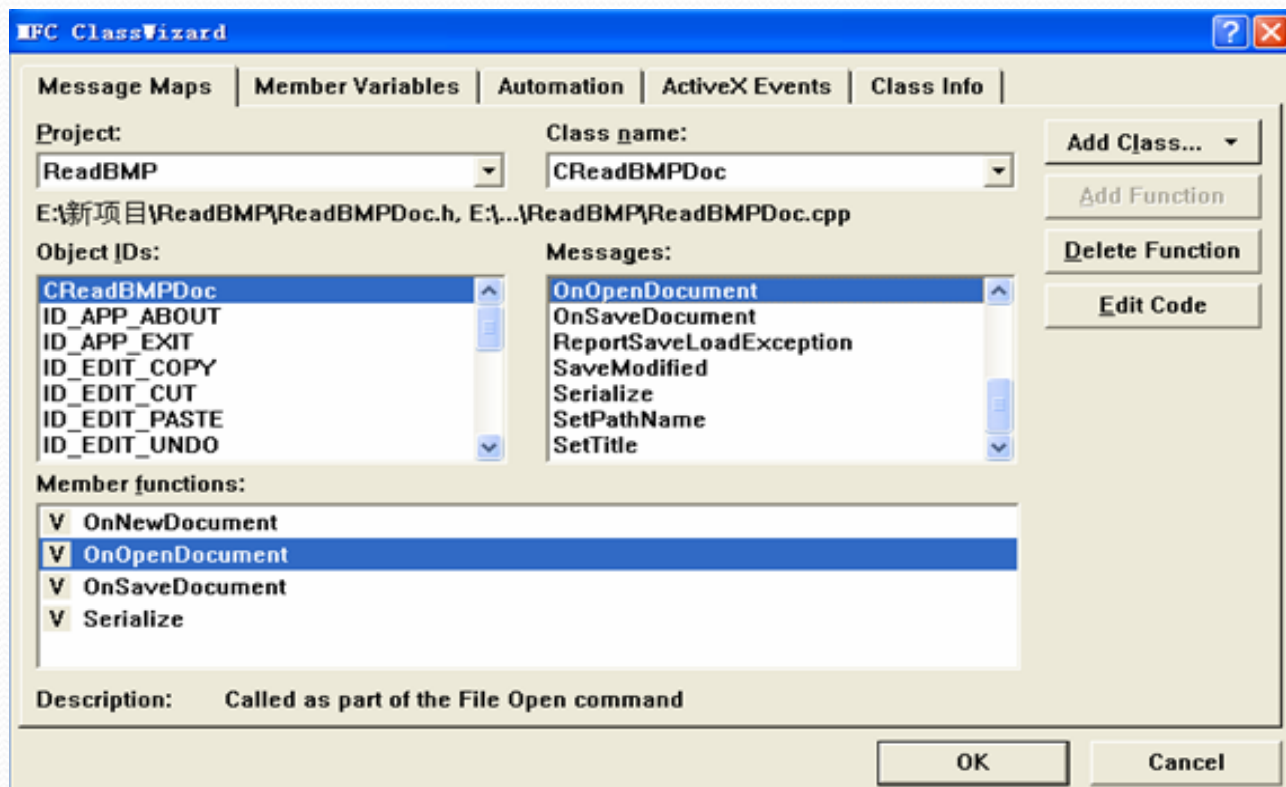 MFC ClassWizard
Message Maps Member Variables Automation ActiveX Events Class Info
Project:
ReadBMP
Class name:
CReadBMPDoc
E:\新项目\ReadBMP\ReadBMPDoc.h, E:\...\ReadBMP\ReadBMPDoc.cpp
Object IDs:
CReadBMPDoc
ID_APP_ABOUT
ID_APP_EXIT
ID_EDIT_COPY
ID_EDIT_CUT
ID_EDIT_PASTE
ID_EDIT_UNDO
Messages:
OnOpenDocument
OnSaveDocument
ReportSaveLoadException
SaveModified
Serialize
SetPathName
SetTitle
Add Class...
Add Function
Delete Function
Edit Code
Member functions:
V OnNewDocument
V OnOpenDocument
V OnSaveDocument
V Serialize
Description: Called as part of the File Open command
OK Cancel